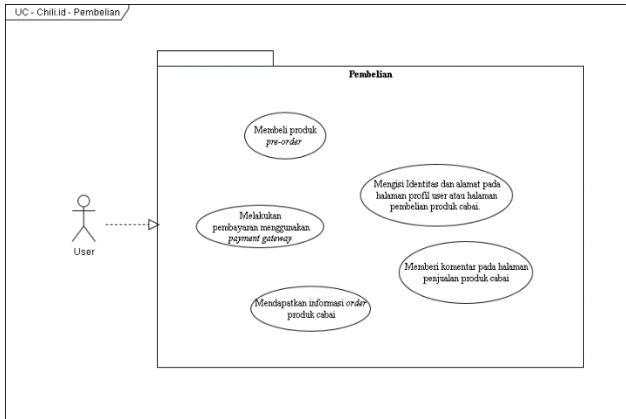 UC - Chili.id - Pembelian
Pembelian
Membeli produk
pre-order
Mengisi Identitas dan alamat pada
halaman profil user atau halaman
pembelian produk cabai.
Melakukan
pembayaran menggunakan
payment gateway
User
Memberi komentar pada halaman
penjualan produk cabai
Mendapatkan informasi order
produk cabai